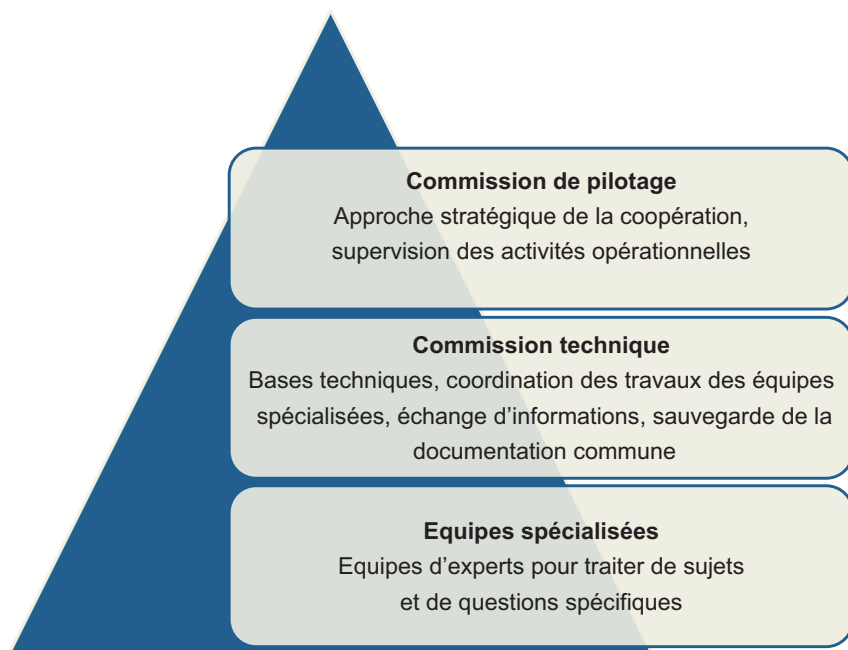 Commission de pilotage
Approche stratégique de la coopération,
supervision des activités opérationnelles
Commission technique
Bases techniques, coordination des travaux des équipes
spécialisées, échange d’informations, sauvegarde de la
documentation commune
Equipes spécialisées
Equipes d’experts pour traiter de sujets
et de questions spécifiques